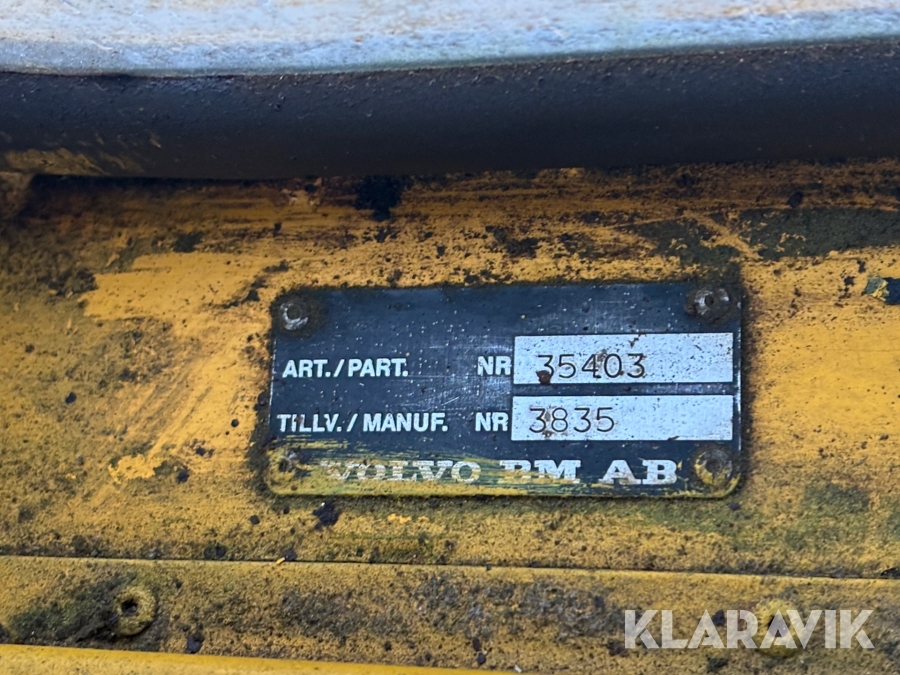 ART./PART. NR 35403
TILLV./MANUF. NR 3835
VOLVO BM AB
KLARAVIK